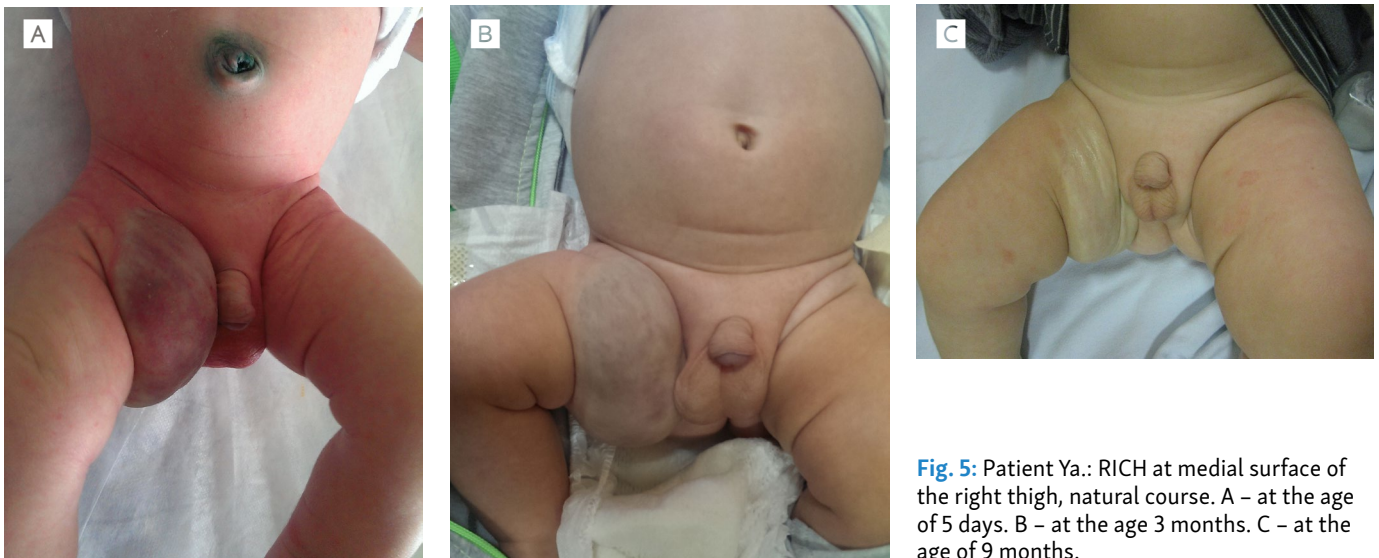 A
B
C
Fig. 5: Patient Ya.: RICH at medial surface of
the right thigh, natural course. A – at the age
of 5 days. B – at the age 3 months. C – at the
age of 9 months.